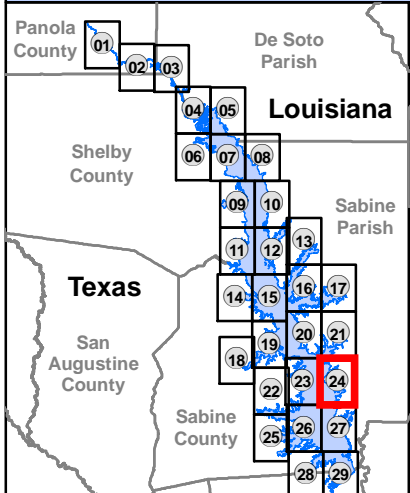 Panola
County
01
02
03
De Soto
Parish
04
05
Louisiana
06
07
08
Shelby
County
09
10
Sabine
Parish
11
12
13
Texas
14
15
16
17
San
Augustine
County
18
19
20
21
22
23
24
Sabine
County
25
26
27
28
29